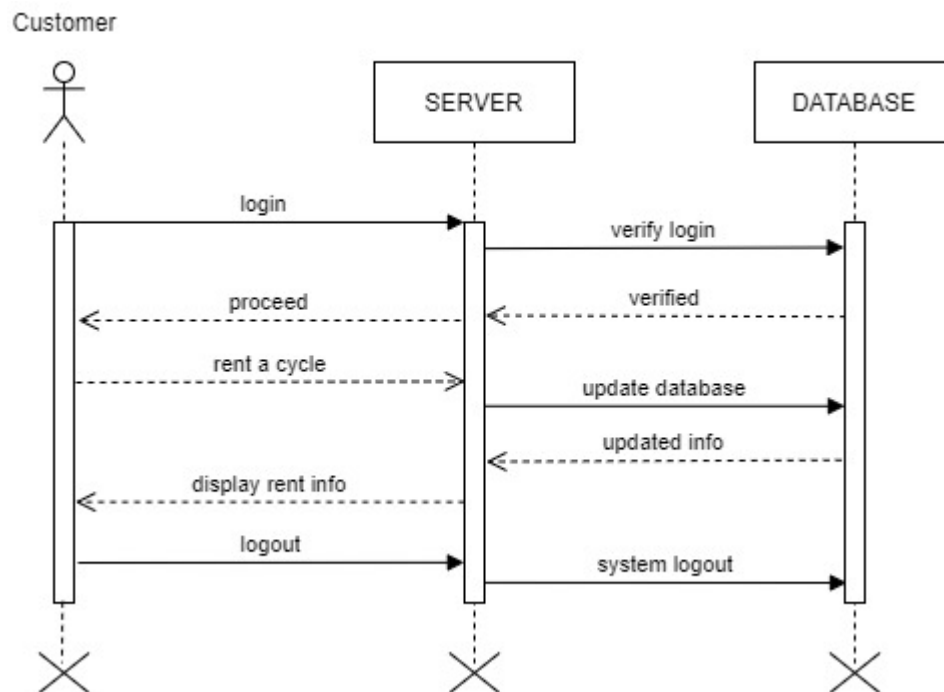 Customer
SERVER
DATABASE
login
verify login
verified
proceed
rent a cycle
update database
updated info
display rent info
logout
system logout